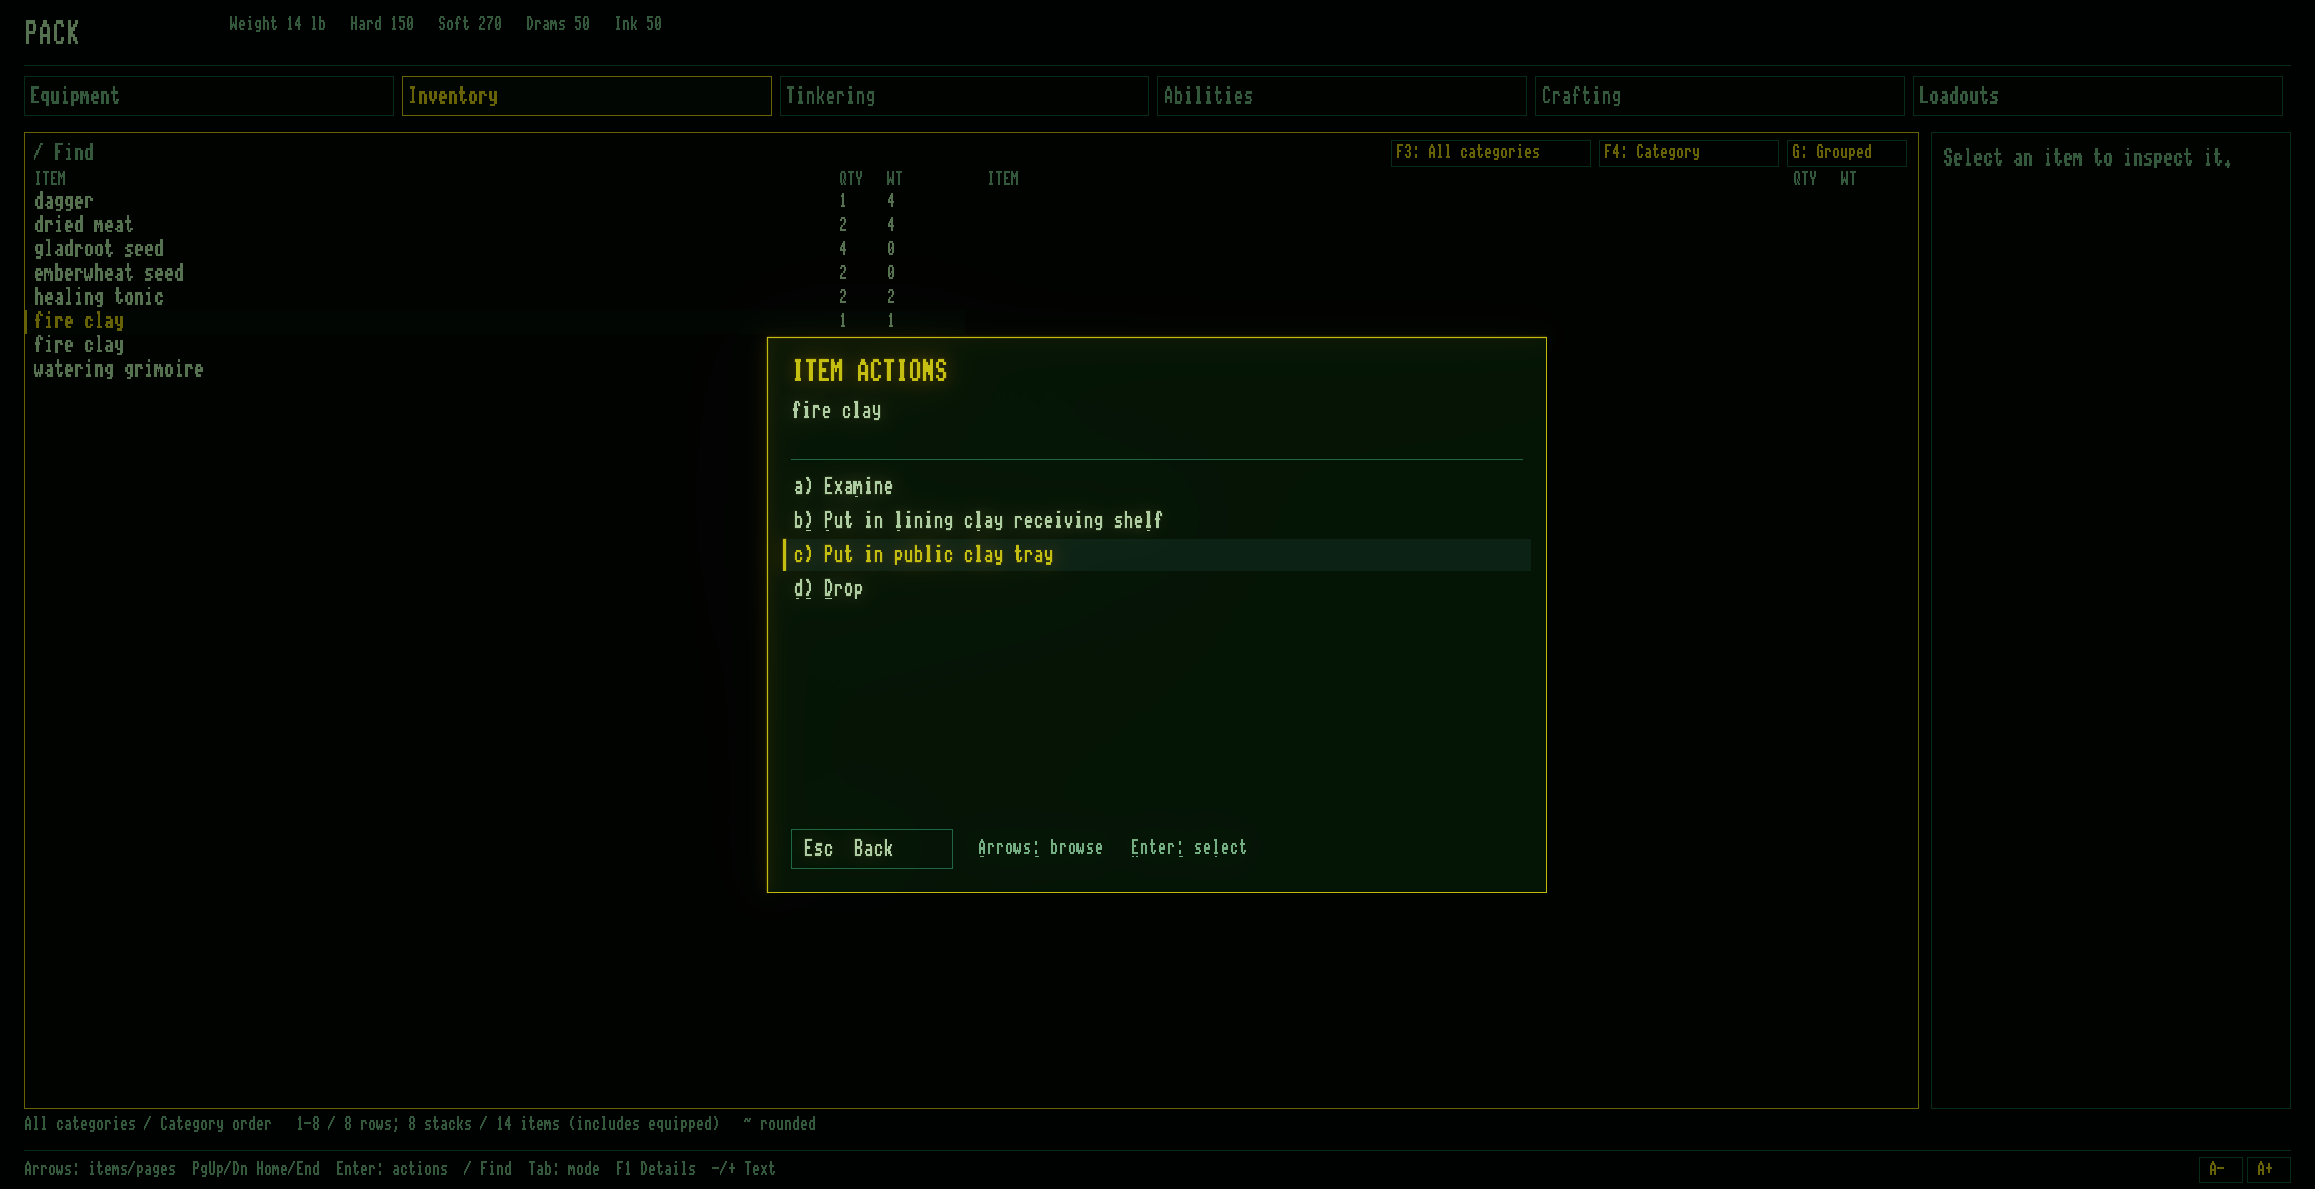 PACK
Weight 14 lb Hard 150 Soft 270 Drams 50 Ink 50
Equipment Inventory Tinkering Abilities Crafting Loadouts
/ Find F3: All categories F4: Category G: Grouped
ITEM QTY WT ITEM QTY WT
dagger 1 4
dried meat 2 4
gladroot seed 4 0
emberwheat seed 2 0
healing tonic 2 2
fire clay 1 1
fire clay
watering grimoire
Select an item to inspect it.
ITEM ACTIONS
fire clay
a) Examine
b) Put in lining clay receiving shelf
c) Put in public clay tray
d) Drop
Esc Back Arrows: browse Enter: select
All categories / Category order 1-8 / 8 rows; 8 stacks / 14 items (includes equipped) ~ rounded
Arrows: items/pages PgUp/Dn Home/End Enter: actions / Find Tab: mode F1 Details -/+ Text
A- A+